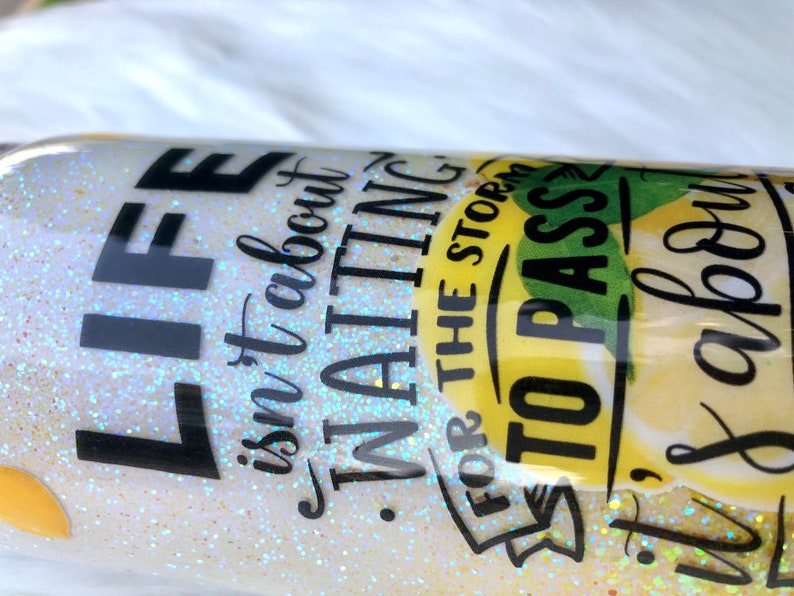 LIFE
isn't about
WAITING
FOR THE STORM
TO PASS
it's about